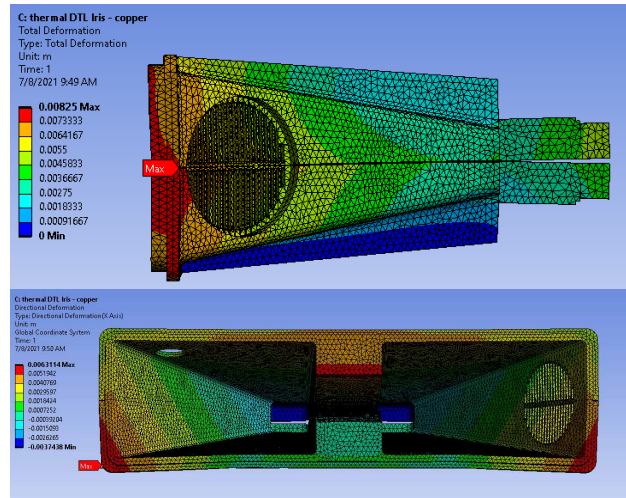 C: thermal DTL Iris - copper
Total Deformation
Type: Total Deformation
Unit: m
Time: 1
7/8/2021 9:49 AM
0.00825 Max
0.0073333
0.0064167
0.0055
0.0045833
0.0036667
0.00275
0.0018333
0.00091667
0 Min
Max
C: thermal DTL Iris - copper
Directional Deformation
Type: Directional Deformation(X Axis)
Unit: m
Global Coordinate System
Time: 1
7/8/2021 9:50 AM
0.0063114 Max
0.0051942
0.0040769
0.0029597
0.0018424
0.0007252
-0.00039204
-0.0015093
-0.0026265
-0.0037438 Min
Max